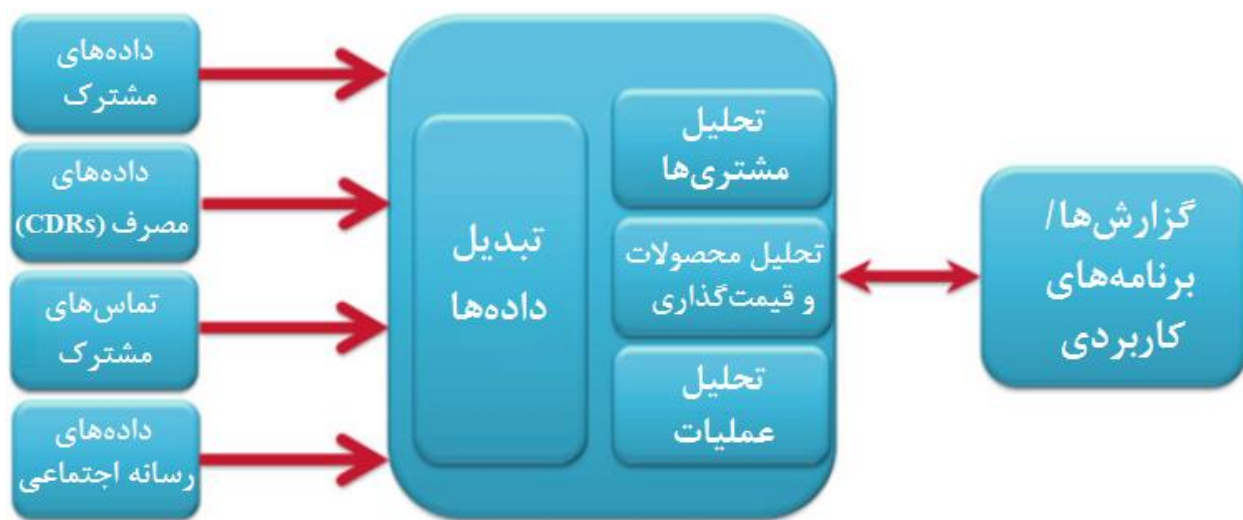 داده‌های
مشترک
داده‌های
مصرف (CDRs)
تماس‌های
مشترک
داده‌های
رسانه اجتماعی
تبدیل
داده‌ها
تحلیل
مشتری‌ها
تحلیل محصولات
و قیمت‌گذاری
تحلیل
عملیات
گزارش‌ها/
برنامه‌های
کاربردی